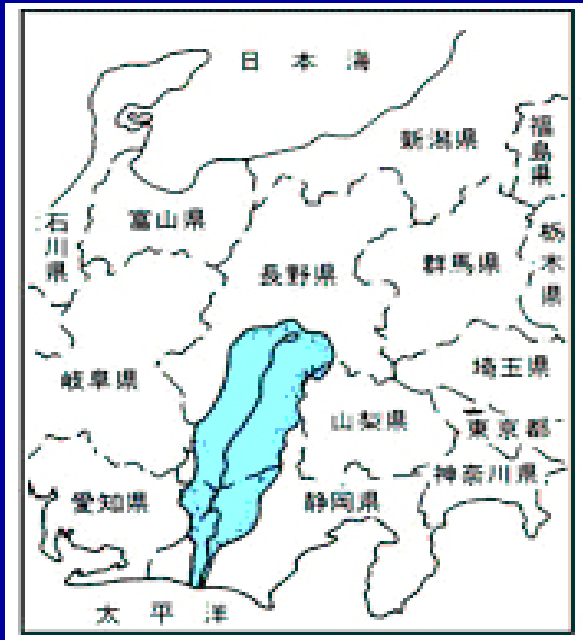 日本海
新潟県
福島県
石川県
富山県
栃木県
群馬県
長野県
埼玉県
岐阜県
山梨県
東京都
神奈川県
愛知県
静岡県
太平洋